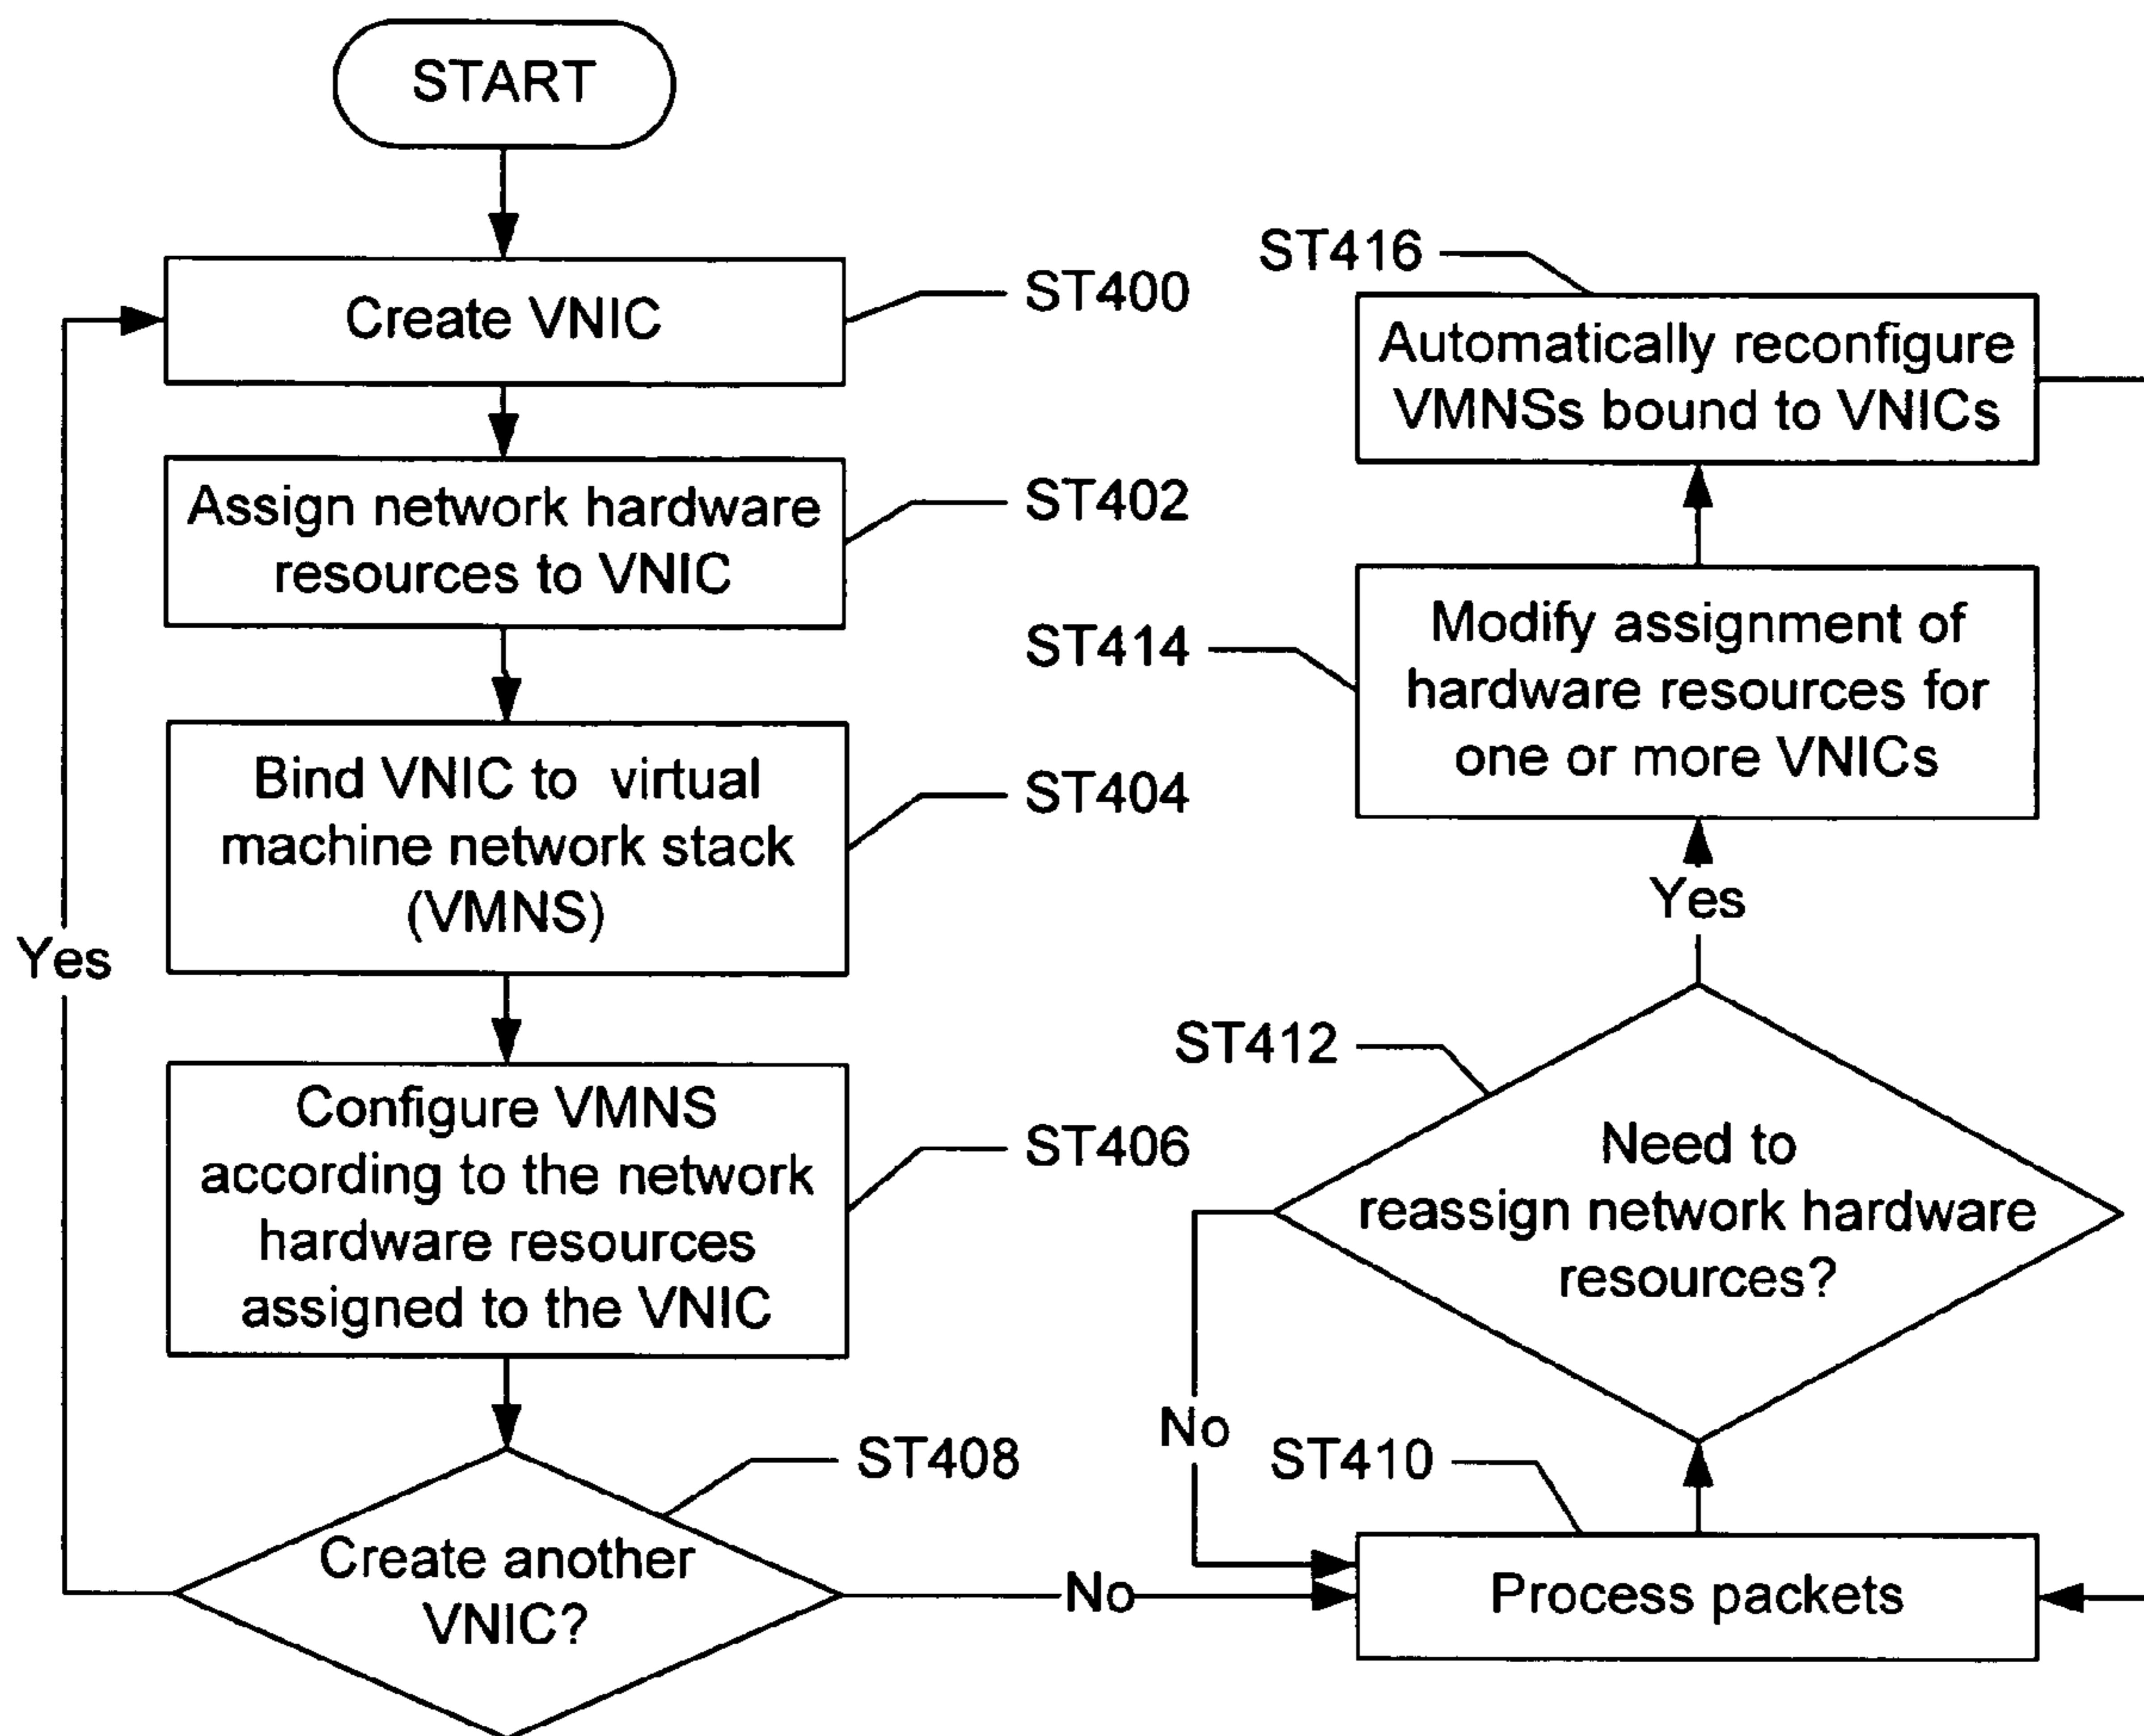 START
Create VNIC
ST400
Assign network hardware
resources to VNIC
ST402
Bind VNIC to virtual
machine network stack
(VMNS)
ST404
Configure VMNS
according to the network
hardware resources
assigned to the VNIC
ST406
Yes
Create another
VNIC?
ST408
No
ST416
Automatically reconfigure
VMNSs bound to VNICs
ST414
Modify assignment of
hardware resources for
one or more VNICs
Yes
ST412
Need to
reassign network hardware
resources?
No
ST410
Process packets